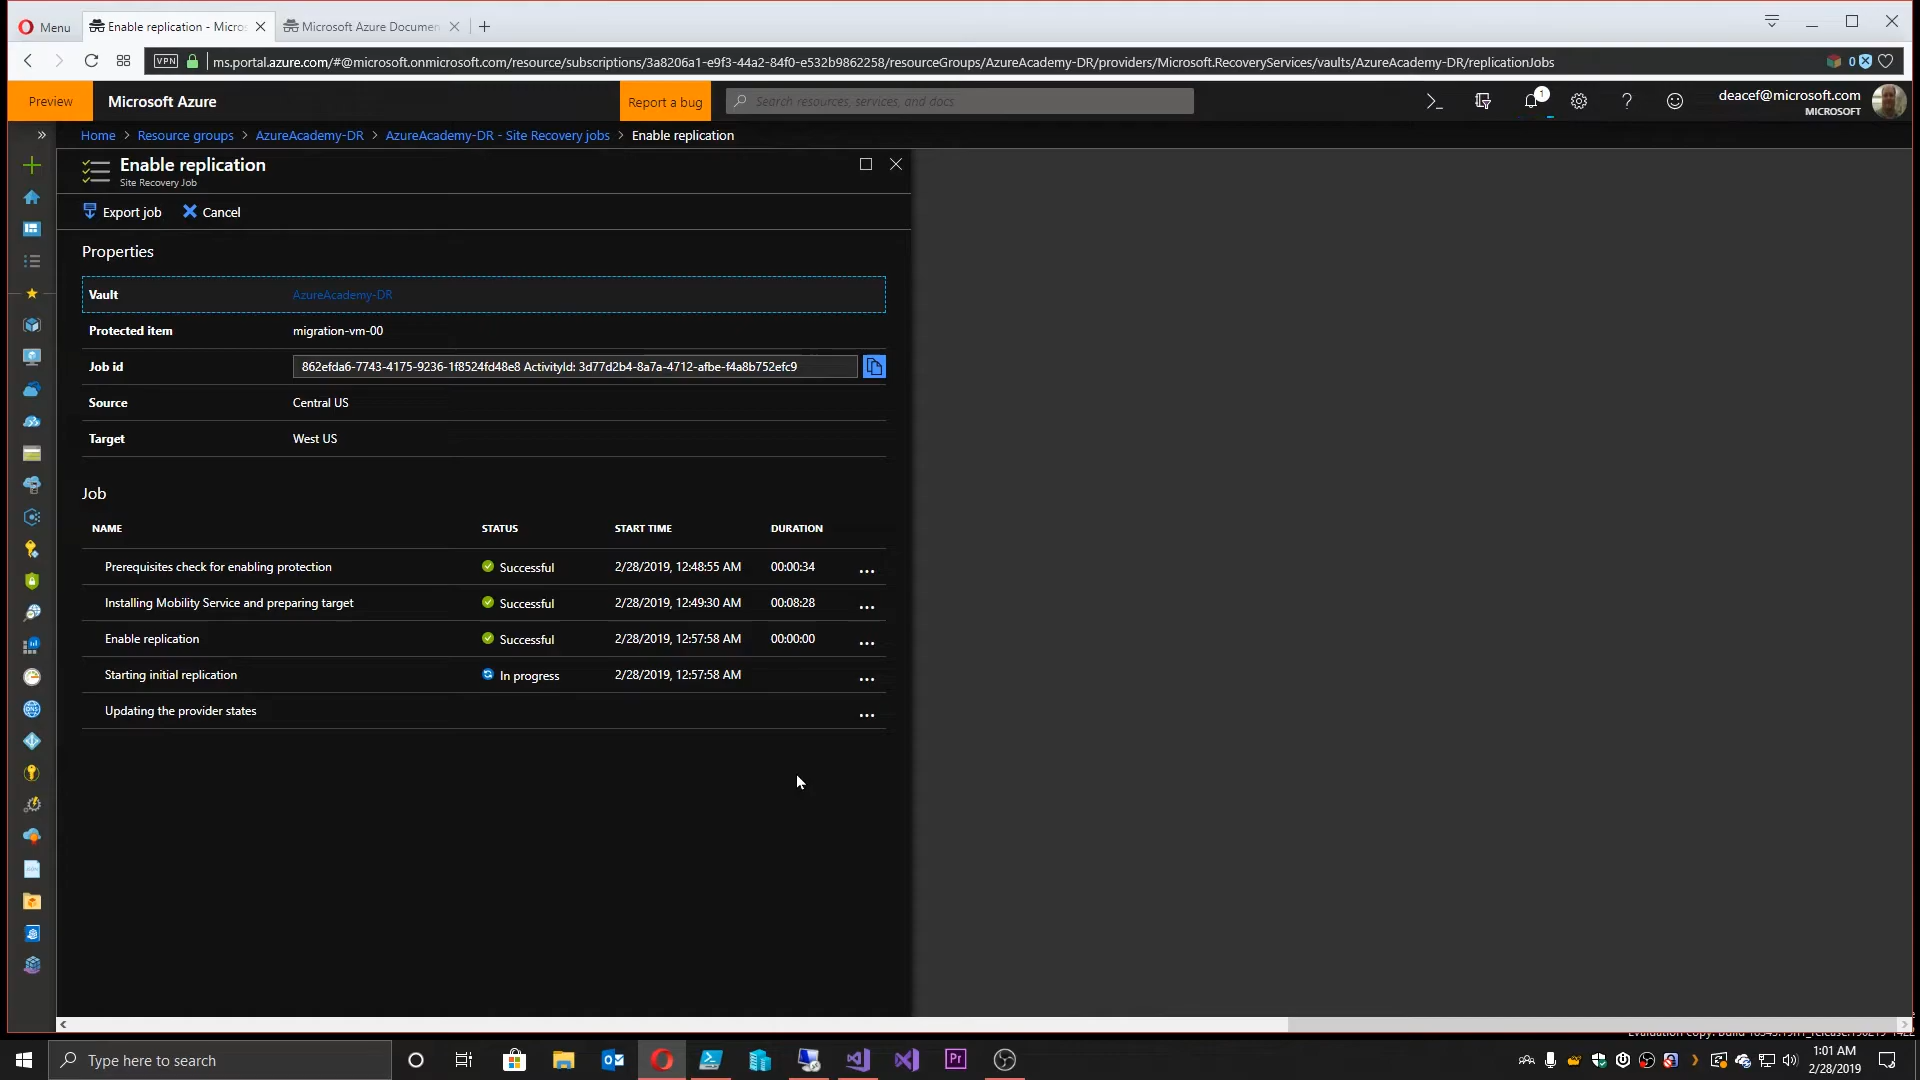 Menu
Enable replication - Micros
Microsoft Azure Documen
VPN
ms.portal.azure.com/#@microsoft.onmicrosoft.com/resource/subscriptions/3a8206a1-e9f3-44a2-84f0-e532b9862258/resourceGroups/AzureAcademy-DR/providers/Microsoft.RecoveryServices/vaults/AzureAcademy-DR/replicationJobs
0
Preview
Microsoft Azure
Report a bug
Search resources, services, and docs
1
deacef@microsoft.com
MICROSOFT
Home > Resource groups > AzureAcademy-DR > AzureAcademy-DR - Site Recovery jobs > Enable replication
Enable replication
Site Recovery Job
Export job
Cancel
Properties
Vault AzureAcademy-DR
Protected item migration-vm-00
Job id 862efda6-7743-4175-9236-1f8524fd48e8 ActivityId: 3d77d2b4-8a7a-4712-afbe-f4a8b752efc9
Source Central US
Target West US
Job
NAME STATUS START TIME DURATION
Prerequisites check for enabling protection Successful 2/28/2019, 12:48:55 AM 00:00:34 ...
Installing Mobility Service and preparing target Successful 2/28/2019, 12:49:30 AM 00:08:28 ...
Enable replication Successful 2/28/2019, 12:57:58 AM 00:00:00 ...
Starting initial replication In progress 2/28/2019, 12:57:58 AM ...
Updating the provider states ...
Type here to search
Pr
1:01 AM
2/28/2019